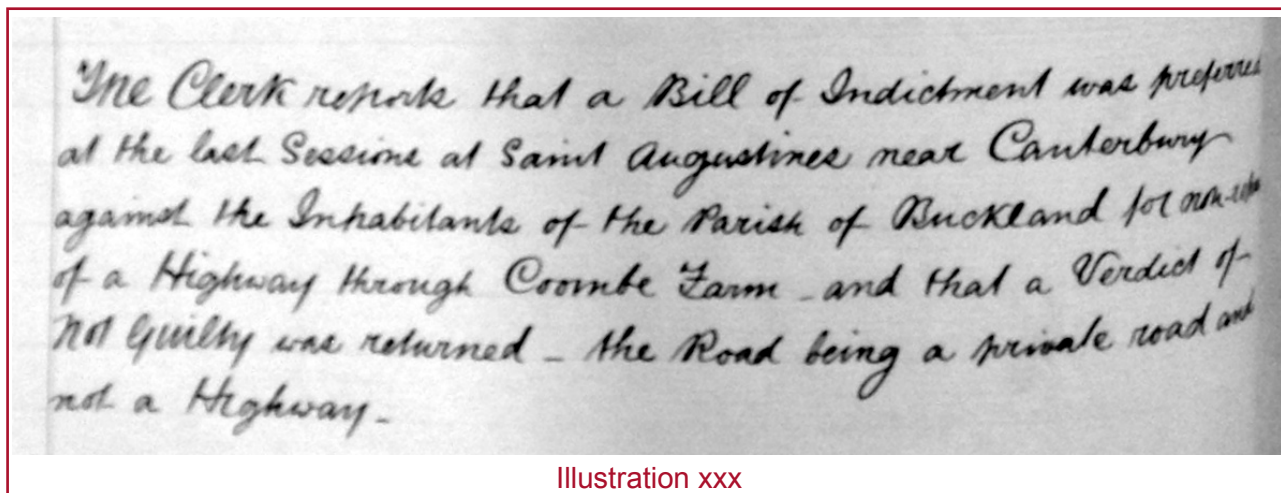 The Clerk reports that a Bill of Indictment was preferred
at the last Sessions at Saint Augustines near Canterbury
against the Inhabitants of the Parish of Buckland for
of a Highway through Coombe Farm - and that a Verdict of
Not Guilty was returned - the Road being a private road and
not a Highway -
Illustration xxx